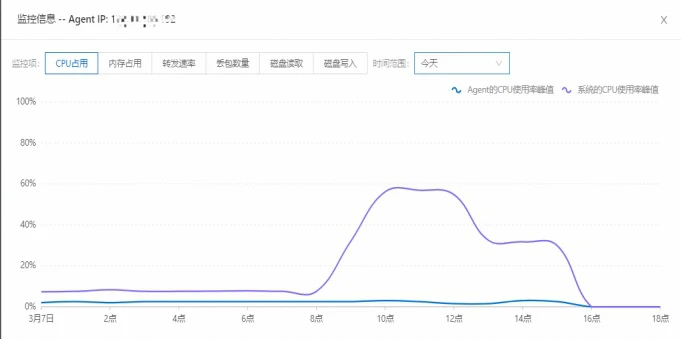 监控信息 -- Agent IP: 1
X
监控项: CPU占用 内存占用 转发速率 丢包数量 磁盘读取 磁盘写入 时间范围: 今天
Agent的CPU使用率峰值 系统的CPU使用率峰值
100%
80%
60%
40%
20%
0%
3月7日 2点 4点 6点 8点 10点 12点 14点 16点 18点